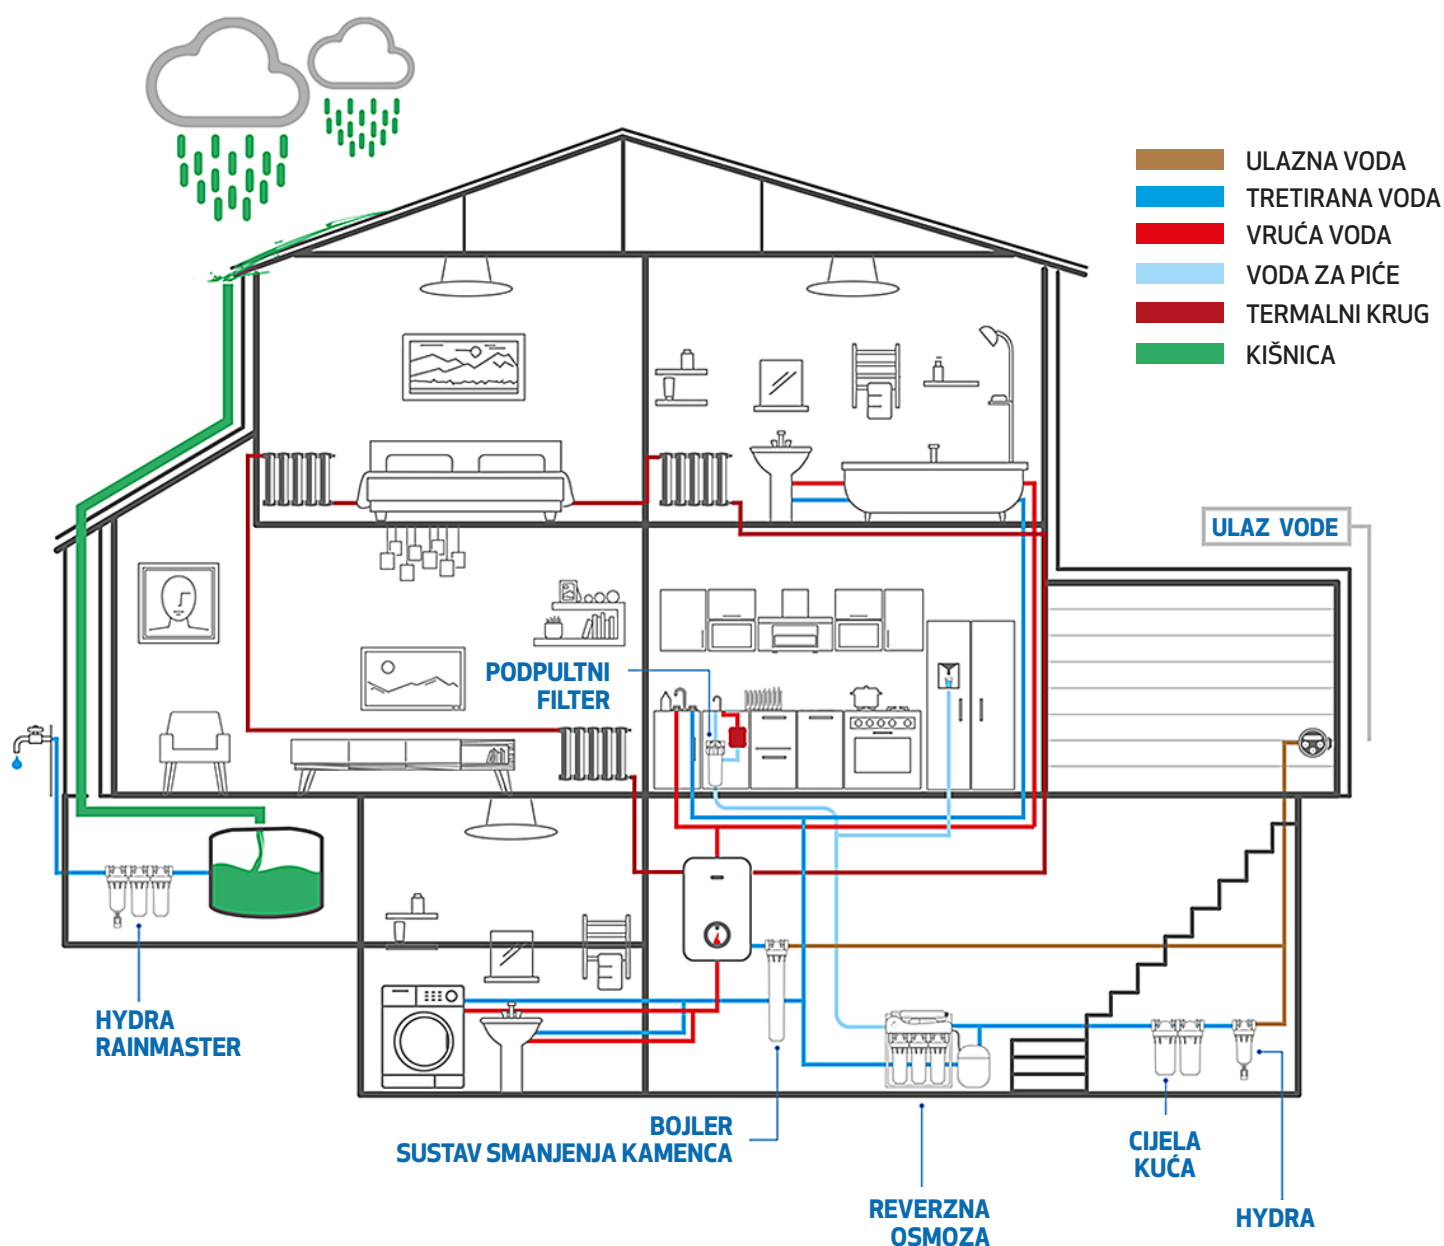 ULAZNA VODA
TRETIRANA VODA
VRUĆA VODA
VODA ZA PIĆE
TERMALNI KRUG
KIŠNICA
ULAZ VODE
PODPULTNI
FILTER
HYDRA
RAINMASTER
BOJLER
SUSTAV SMANJENJA KAMENCA
REVERZNA
OSMOZA
CIJELA
KUĆA
HYDRA